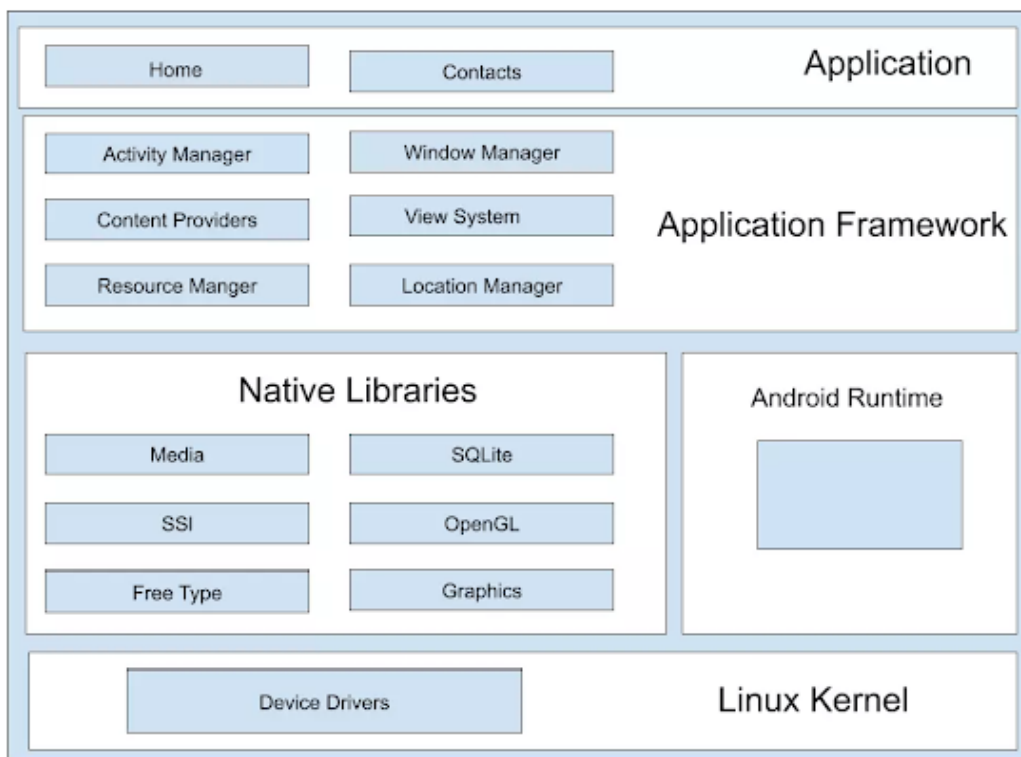 Home
Contacts
Application
Activity Manager
Window Manager
Content Providers
View System
Application Framework
Resource Manger
Location Manager
Native Libraries
Android Runtime
Media
SQLite
SSI
OpenGL
Free Type
Graphics
Device Drivers
Linux Kernel